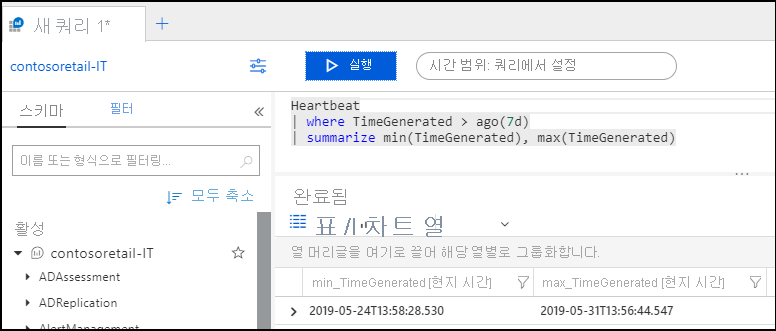 새 쿼리 1*
contosoretail-IT
실행
시간 범위: 쿼리에서 설정
스키마
필터
Heartbeat
| where TimeGenerated > ago(7d)
| summarize min(TimeGenerated), max(TimeGenerated)
이름 또는 형식으로 필터링...
모두 축소
활성
contosoretail-IT
ADAssessment
ADReplication
AlertManagement
완료됨
표 차트 열
열 머리글을 여기로 끌어 해당 열별로 그룹화합니다.
min_TimeGenerated [현지 시간]
max_TimeGenerated [현지 시간]
2019-05-24T13:58:28.530
2019-05-31T13:56:44.547